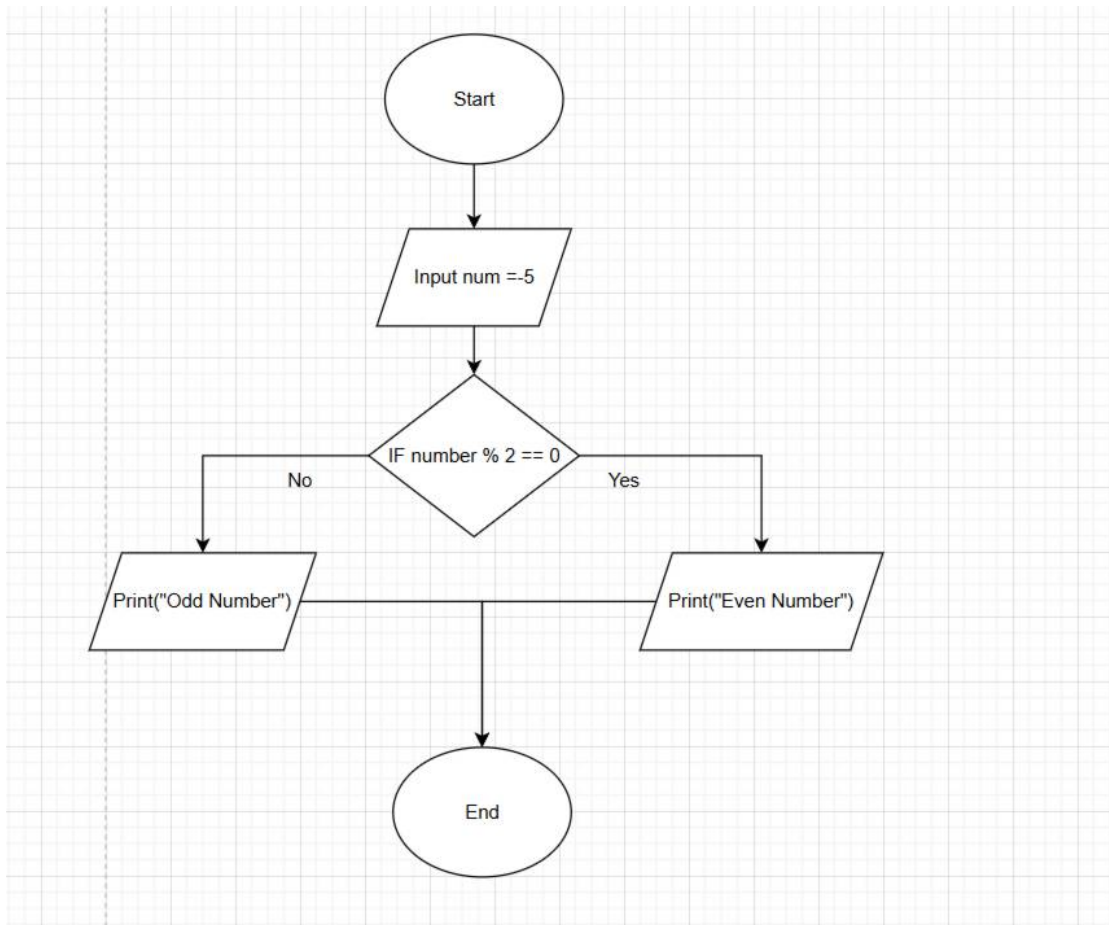 Start
Input num =-5
IF number % 2 == 0
No
Yes
Print("Odd Number")
Print("Even Number")
End